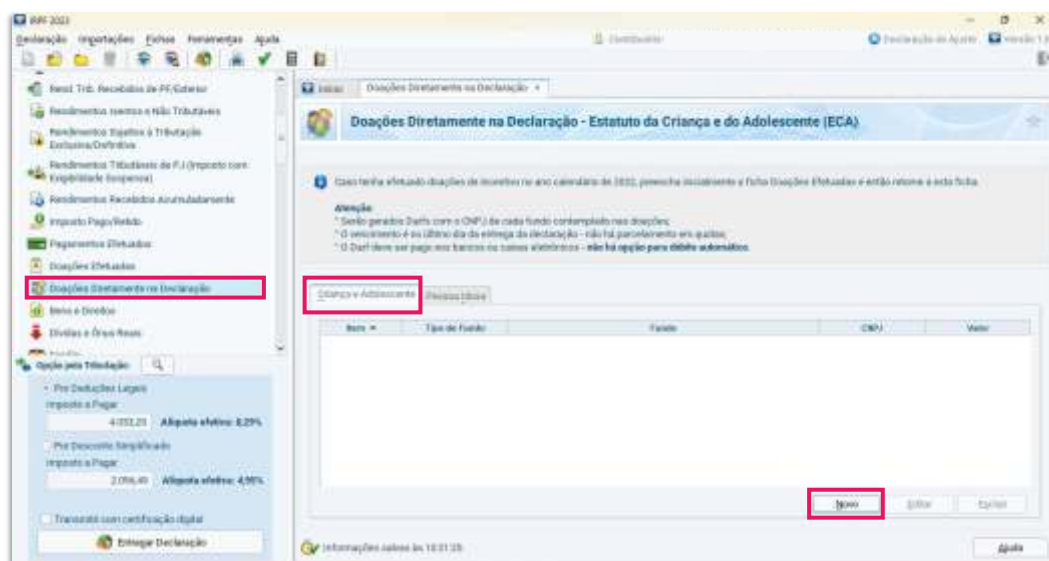 IRPF 2023
Declaração Importações Fichas Ferramentas Ajuda
Contribuinte
Declaração de Ajuste
Rend. Trib. Recebidos de PF/Exterior
Rendimentos Isentos e Não Tributáveis
Rendimentos Sujeitos à Tributação
Exclusiva/Definitiva
Rendimentos Tributáveis de PJ (Imposto com
Exigibilidade Suspensa)
Rendimentos Recebidos Acumuladamente
Imposto Pago/Retido
Pagamentos Efetuados
Doações Efetuadas
Doações Diretamente na Declaração
Bens e Direitos
Dívidas e Ônus Reais
Opção pela Tributação
Por Deduções Legais
Imposto a Pagar
Alíquota efetiva: 8,29%
Por Desconto Simplificado
Imposto a Pagar
Alíquota efetiva: 4,95%
Transmitir com certificação digital
Entregar Declaração
Início
Doações Diretamente na Declaração
Doações Diretamente na Declaração - Estatuto da Criança e do Adolescente (ECA)
Caso tenha efetuado doações de incentivo no ano calendário de 2022, preencha inicialmente a ficha Doações Efetuadas e então retorne a esta ficha.
Atenção
* Serão gerados Darfs com o CNPJ de cada fundo contemplado nas doações;
* O vencimento é no último dia da entrega da declaração - não há parcelamento em quotas;
* O Darf deve ser pago nos bancos ou caixas eletrônicos - não há opção para débito automático.
Criança e Adolescente
Pessoa Idosa
Item Tipo de Fundo Fundo CNPJ Valor
Novo Editar Excluir
Informações salvas às
Ajuda